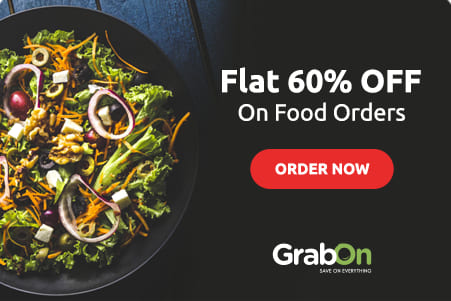 Flat 60% OFF
On Food Orders
ORDER NOW
GrabOn
SAVE ON EVERYTHING